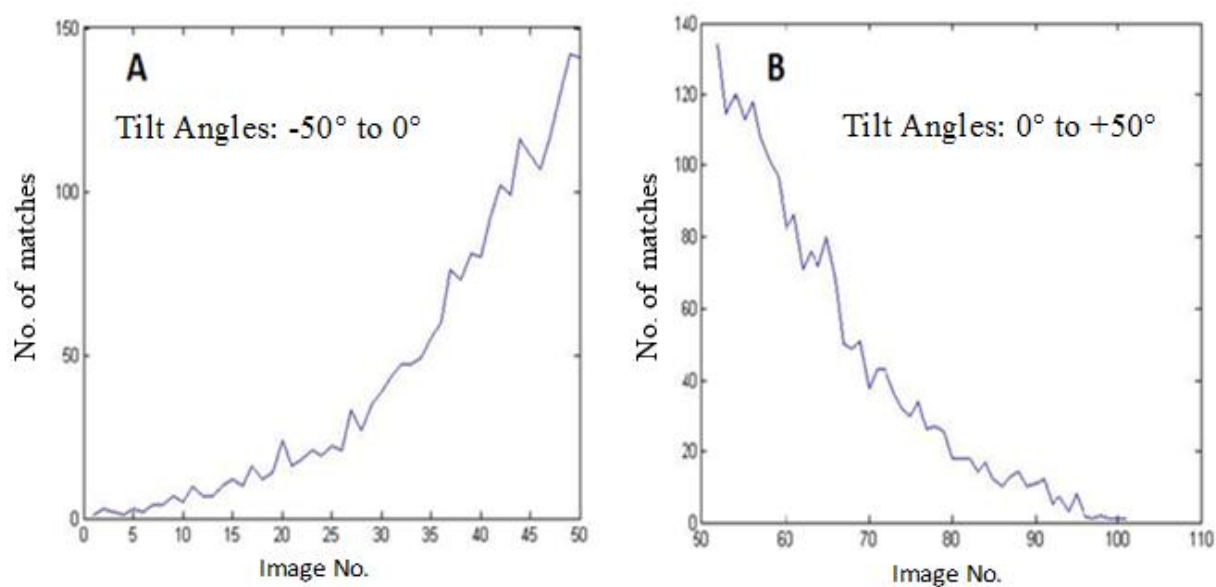 A
Tilt Angles: -50° to 0°
No. of matches
150
100
50
0
0 5 10 15 20 25 30 35 40 45 50
Image No.
B
Tilt Angles: 0° to +50°
No. of matches
140
120
100
80
60
40
20
0
50 60 70 80 90 100 110
Image No.